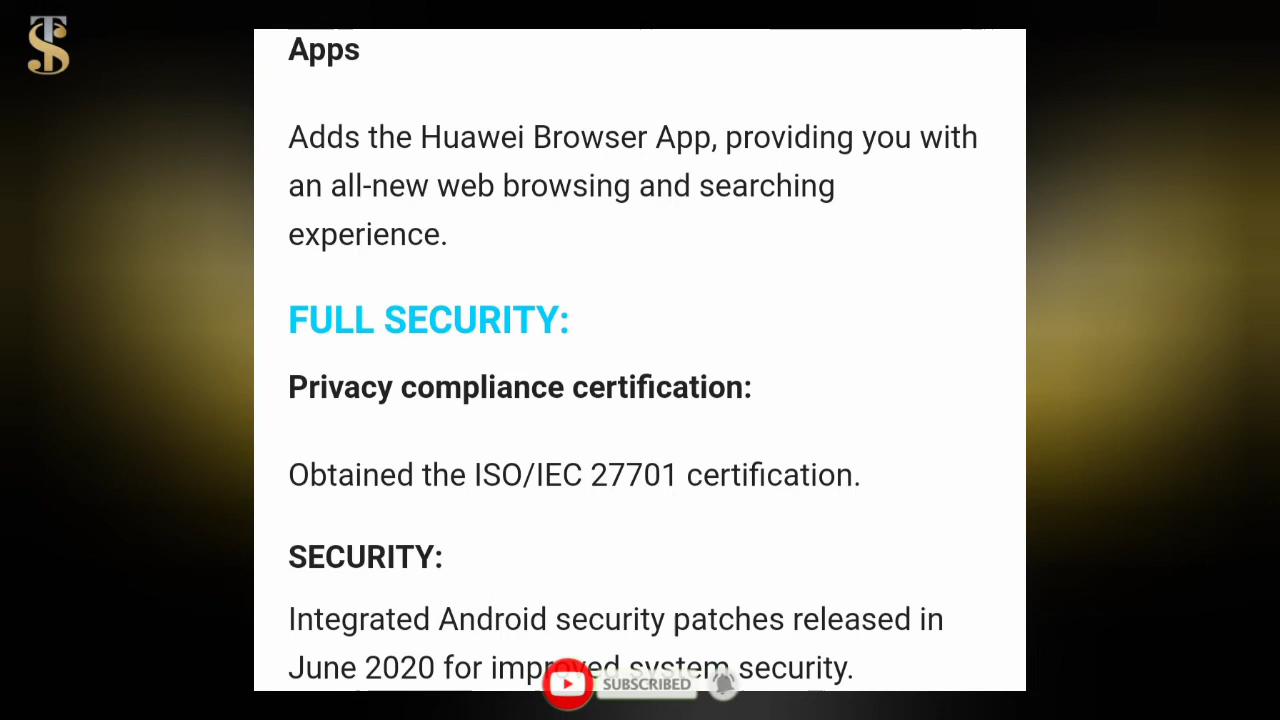 TS
Apps
Adds the Huawei Browser App, providing you with
an all-new web browsing and searching
experience.
FULL SECURITY:
Privacy compliance certification:
Obtained the ISO/IEC 27701 certification.
SECURITY:
Integrated Android security patches released in
June 2020 for improved system security.
SUBSCRIBED